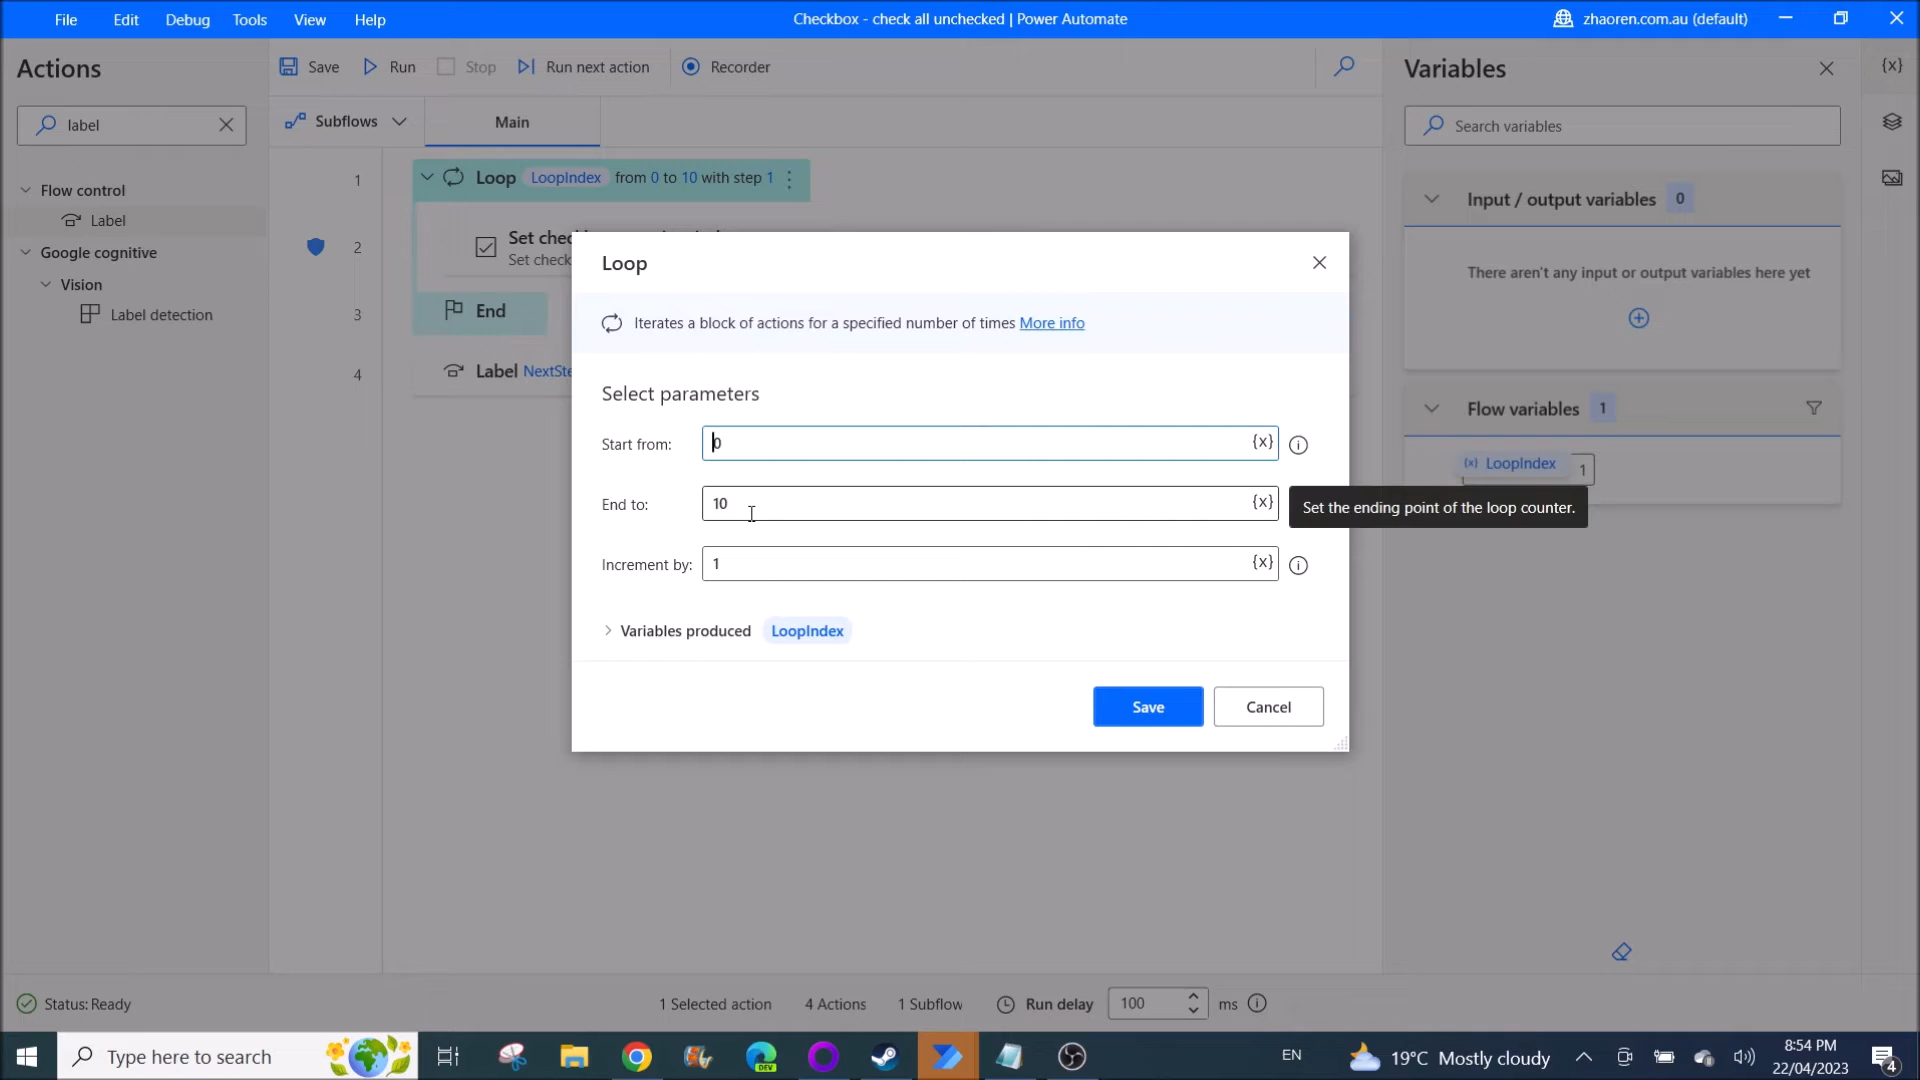 File Edit Debug Tools View Help
Checkbox - check all unchecked | Power Automate
zhaoren.com.au (default)
Actions
Save Run Stop Run next action Recorder
Variables
{x}
label
Subflows
Main
Search variables
1
Loop LoopIndex from 0 to 10 with step 1
Flow control
Label
Input / output variables 0
2
Set chec
Set check
Google cognitive
Vision
Label detection
There aren't any input or output variables here yet
3
End
4
Label NextSte
Loop
Iterates a block of actions for a specified number of times More info
Select parameters
Start from: 0 {x}
End to: 10 {x}
Increment by: 1 {x}
Variables produced LoopIndex
Save Cancel
Flow variables 1
{x} LoopIndex 1
Set the ending point of the loop counter.
Status: Ready
1 Selected action 4 Actions 1 Subflow Run delay 100 ms
Type here to search
DEV
EN
19°C Mostly cloudy
8:54 PM
22/04/2023
4